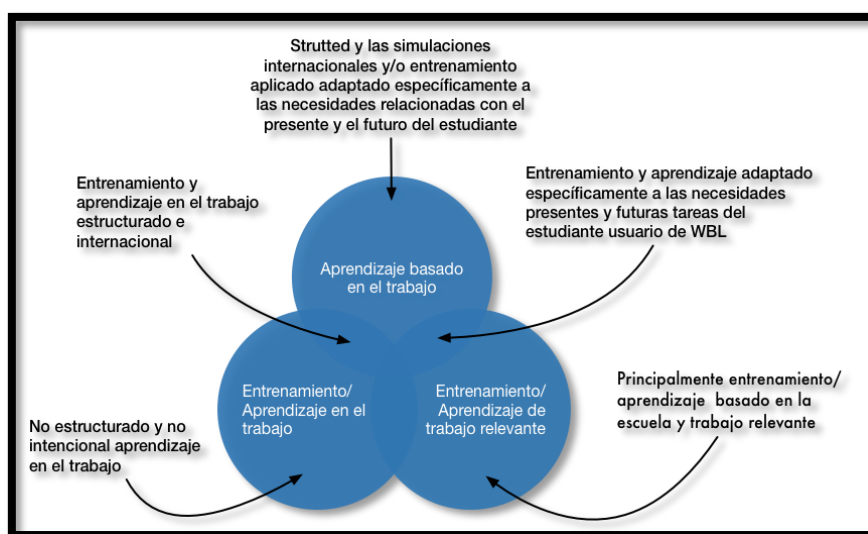 Strutted y las simulaciones
internacionales y/o entrenamiento
aplicado adaptado específicamente a
las necesidades relacionadas con el
presente y el futuro del estudiante
Entrenamiento y
aprendizaje en el trabajo
estructurado e
internacional
Entrenamiento y aprendizaje adaptado
específicamente a las necesidades
presentes y futuras tareas del
estudiante usuario de WBL
Aprendizaje basado
en el trabajo
Entrenamiento/
Aprendizaje en el
trabajo
Entrenamiento/
Aprendizaje de
trabajo relevante
Principalmente entrenamiento/
aprendizaje basado en la
escuela y trabajo relevante
No estructurado y no
intencional aprendizaje
en el trabajo